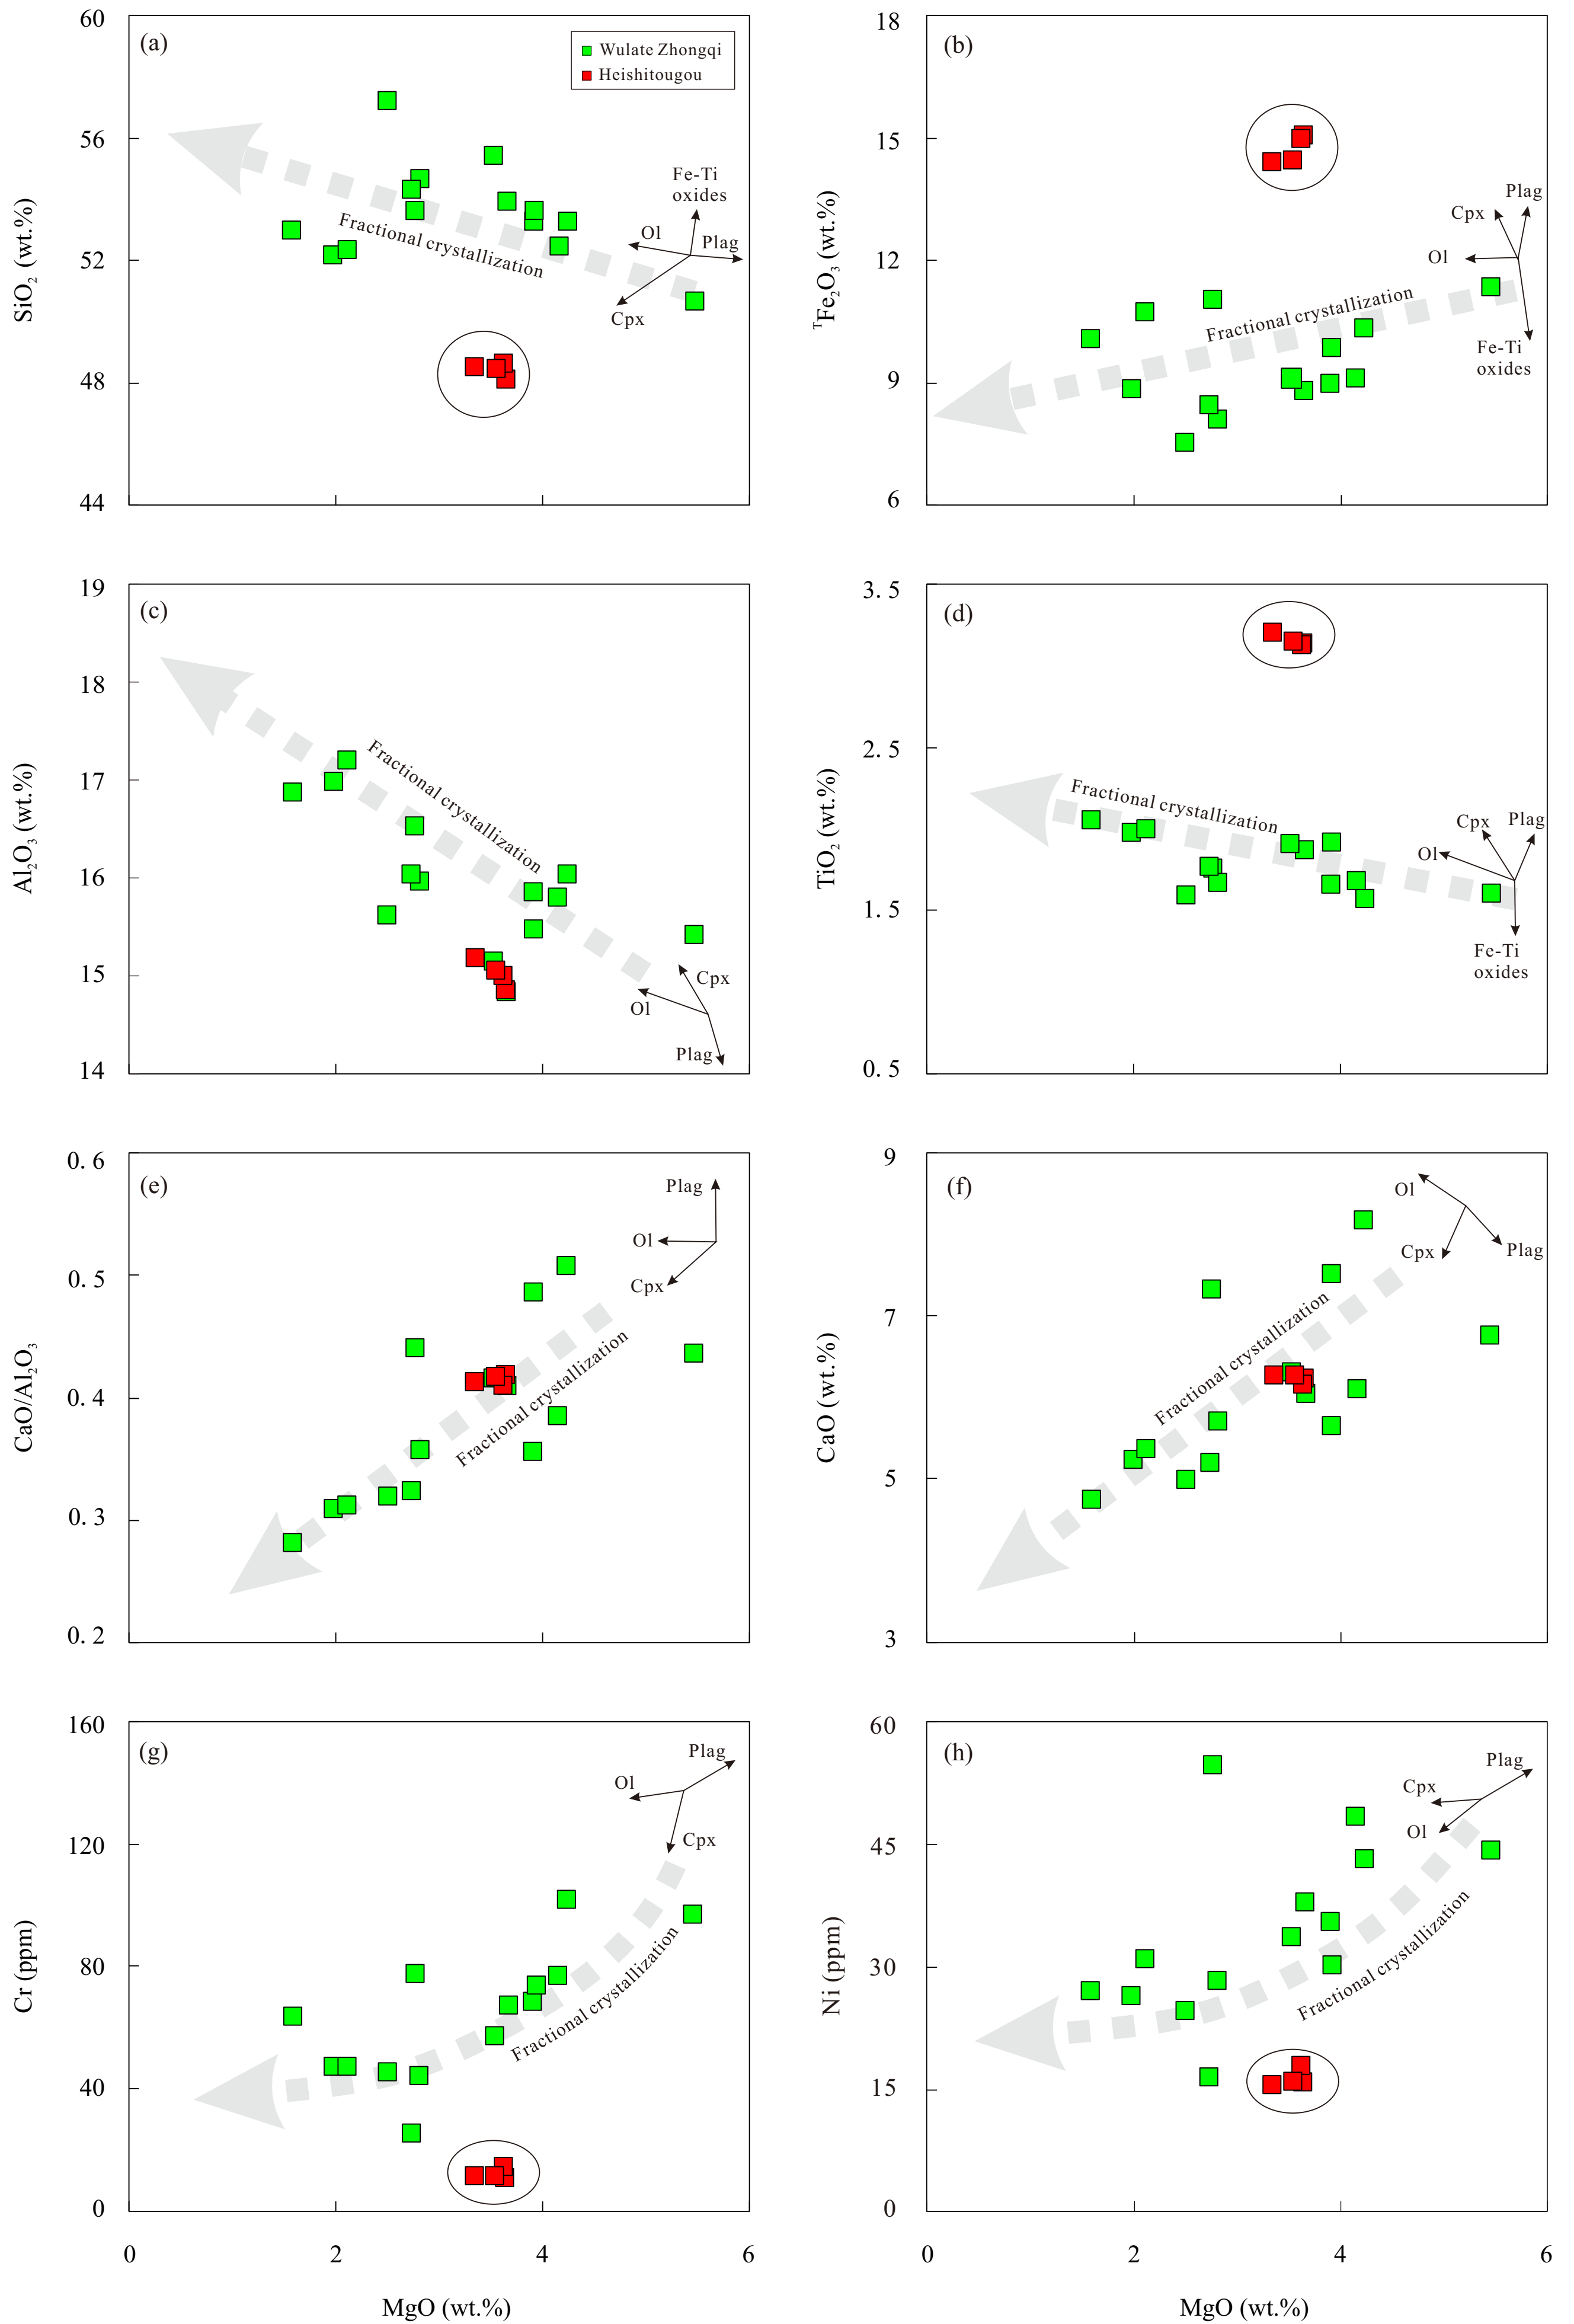 (a)
Wulate Zhongqi
Heishitougou
60
56
52
48
44
SiO₂ (wt.%)
Fractional crystallization
Fe-Ti
oxides
Ol
Plag
Cpx
(b)
18
15
12
9
6
ᵀFe₂O₃ (wt.%)
Fractional crystallization
Plag
Cpx
Ol
Fe-Ti
oxides
(c)
19
18
17
16
15
14
Al₂O₃ (wt.%)
Fractional crystallization
Cpx
Ol
Plag
(d)
3.5
2.5
1.5
0.5
TiO₂ (wt.%)
Fractional crystallization
Cpx
Plag
Ol
Fe-Ti
oxides
(e)
0.6
0.5
0.4
0.3
0.2
CaO/Al₂O₃
Fractional crystallization
Plag
Ol
Cpx
(f)
9
7
5
3
CaO (wt.%)
Fractional crystallization
Ol
Cpx
Plag
(g)
160
120
80
40
0
Cr (ppm)
Fractional crystallization
Plag
Ol
Cpx
0
2
4
6
MgO (wt.%)
(h)
60
45
30
15
0
Ni (ppm)
Fractional crystallization
Plag
Cpx
Ol
0
2
4
6
MgO (wt.%)